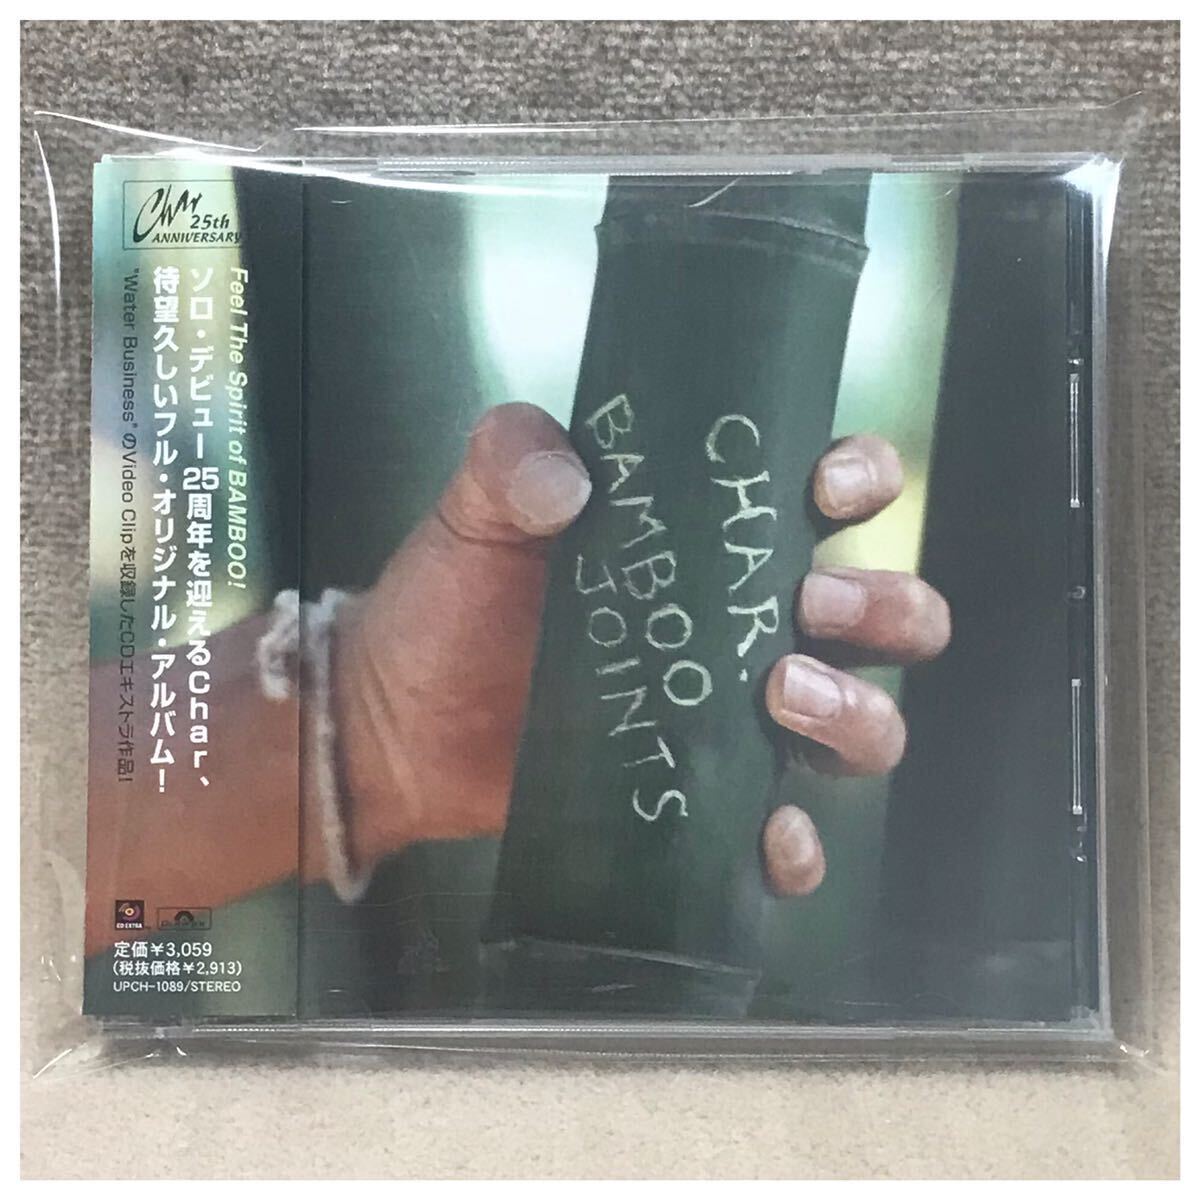 Char
25th
ANNIVERSARY
Feel The Spirit of BAMBOO!
ソロ・デビュー25周年を迎えるChar、
待望久しいフル・オリジナル・アルバム！
"Water Business"のVideo Clipを収録したCDエキストラ作品！
CD EXTRA
定価￥3,059
(税抜価格￥2,913)
UPCH-1089/STEREO
CHAR.
BAMBOO
JOINTS